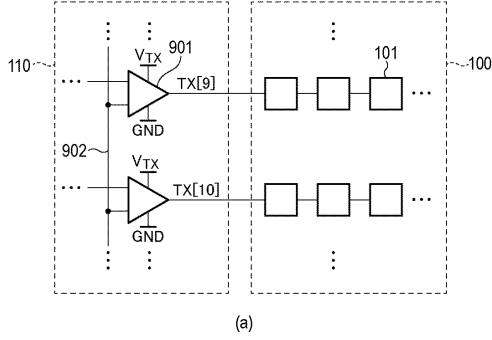 110
V_TX
901
TX[9]
GND
101
100
902
V_TX
TX[10]
GND
(a)